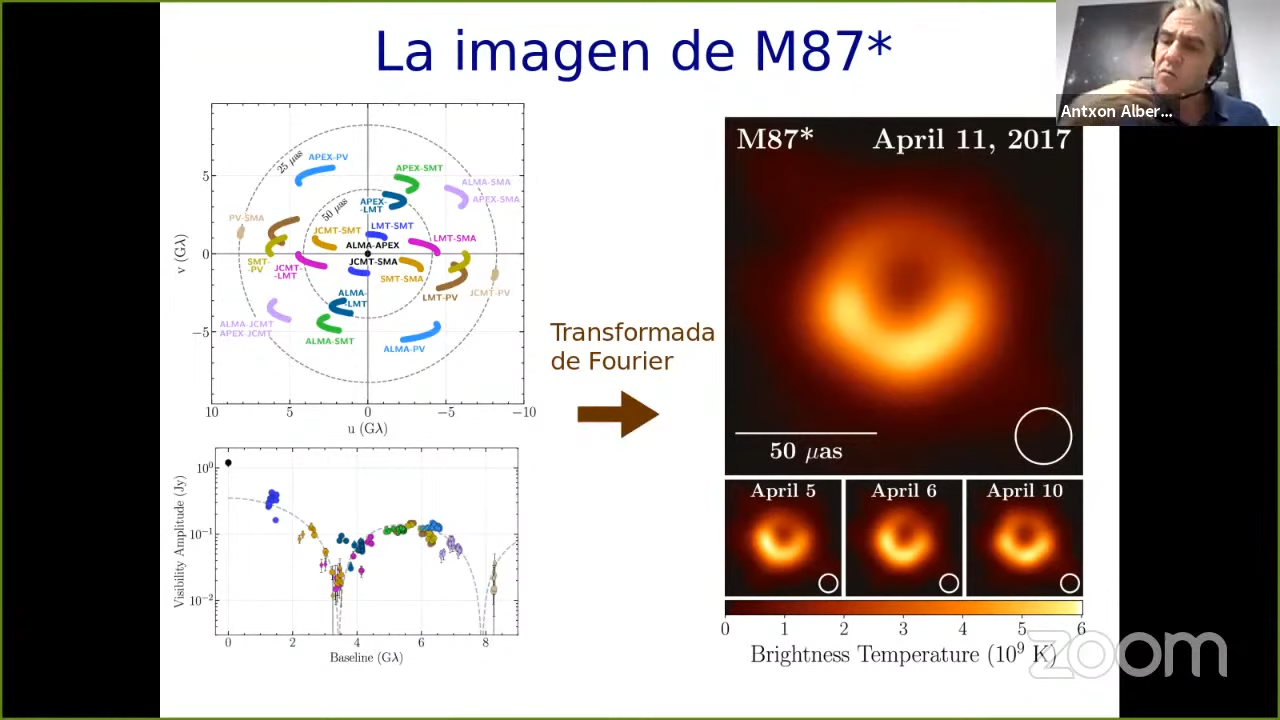 La imagen de M87*
Antxon Alber...
25 μas
50 μas
APEX-PV
APEX-SMT
ALMA-SMA
APEX-SMA
APEX-
-LMT
PV-SMA
JCMT-SMT
LMT-SMT
LMT-SMA
ALMA-APEX
JCMT-SMA
SMT-
-PV
JCMT-
-LMT
SMT-SMA
LMT-PV
JCMT-PV
ALMA-
-LMT
ALMA-JCMT
APEX-JCMT
ALMA-SMT
ALMA-PV
v (Gλ)
5
0
−5
10 5 0 −5 −10
u (Gλ)
Visibility Amplitude (Jy)
10⁰
10⁻¹
10⁻²
0 2 4 6 8
Baseline (Gλ)
Transformada
de Fourier
M87* April 11, 2017
50 μas
April 5 April 6 April 10
0 1 2 3 4 5 6
Brightness Temperature (10⁹ K)
zoom